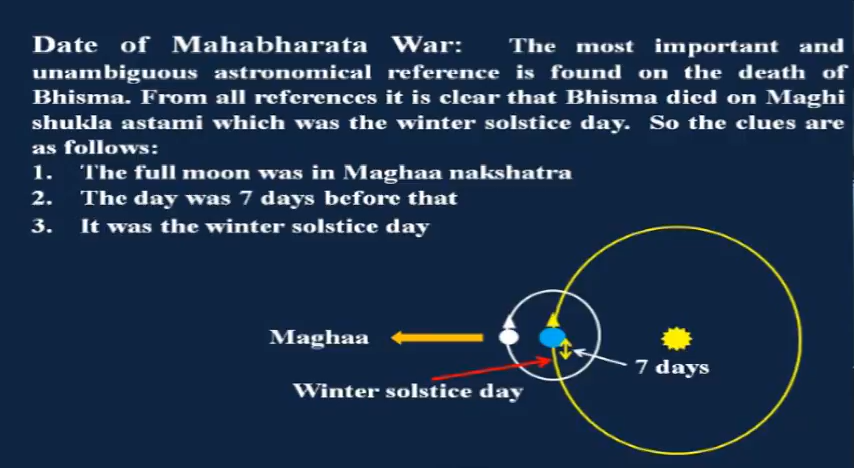 Date of Mahabharata War: The most important and
unambiguous astronomical reference is found on the death of
Bhisma. From all references it is clear that Bhisma died on Maghi
shukla astami which was the winter solstice day. So the clues are
as follows:
1. The full moon was in Maghaa nakshatra
2. The day was 7 days before that
3. It was the winter solstice day
Maghaa
7 days
Winter solstice day